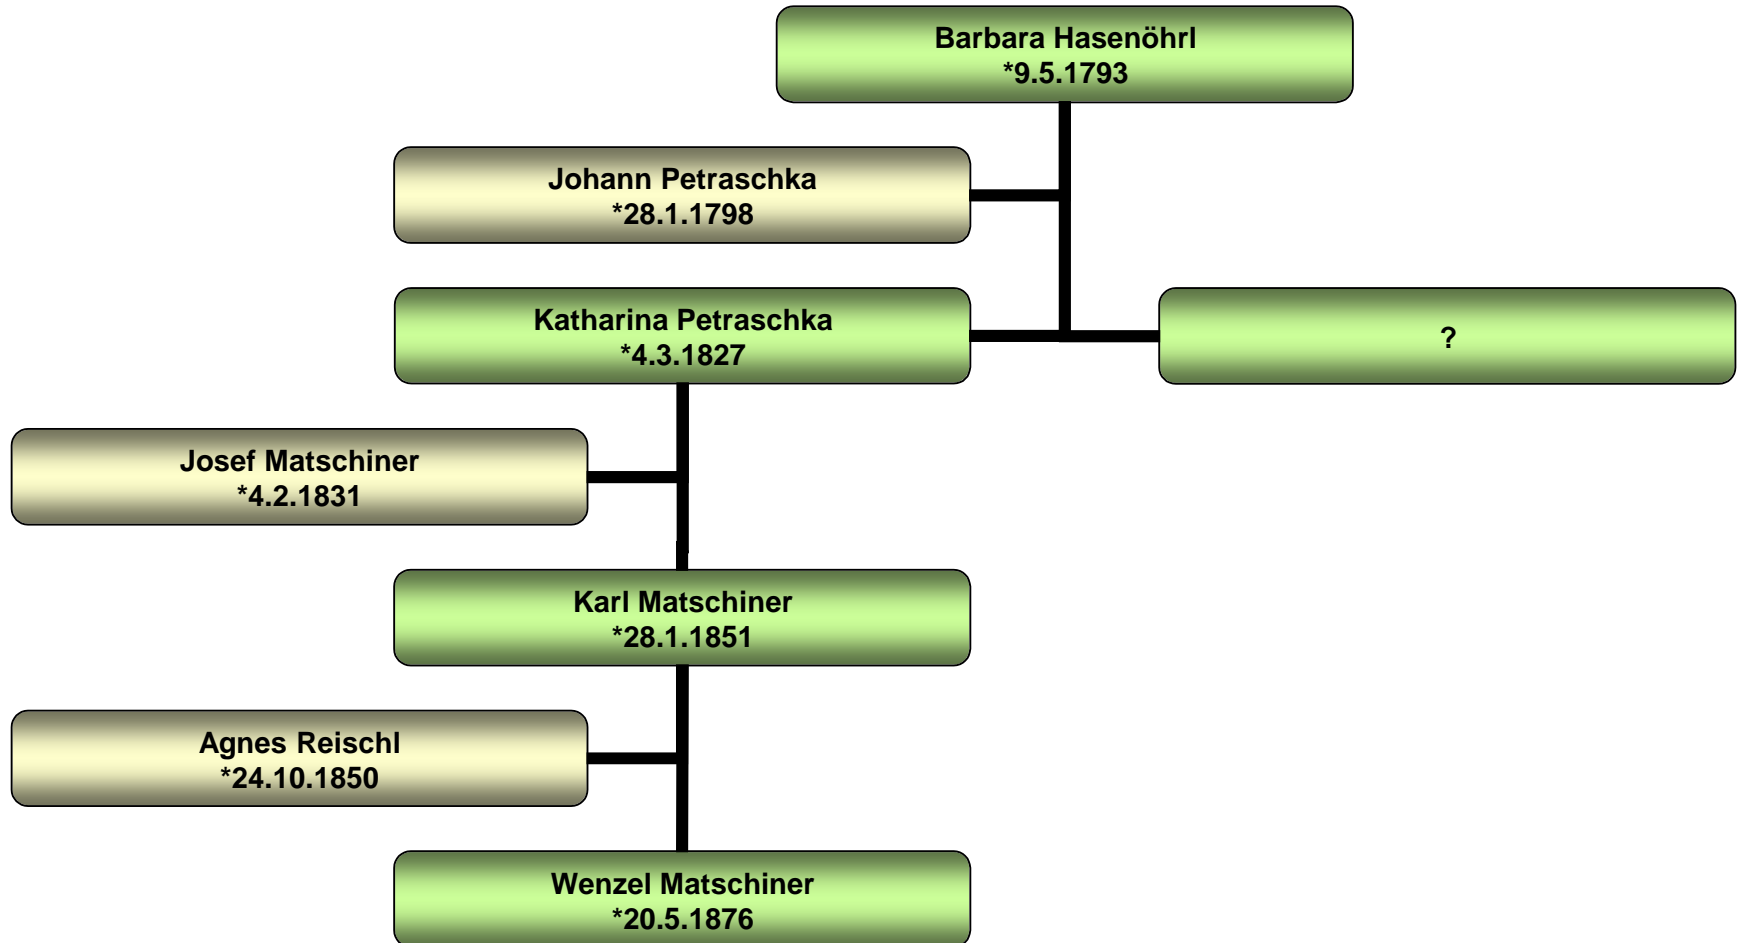 Barbara Hasenöhrl
*9.5.1793
Johann Petraschka
*28.1.1798
Katharina Petraschka
*4.3.1827
?
Josef Matschiner
*4.2.1831
Karl Matschiner
*28.1.1851
Agnes Reischl
*24.10.1850
Wenzel Matschiner
*20.5.1876